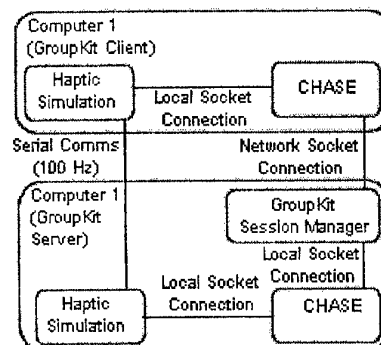 Computer 1
(GroupKit Client)
Haptic
Simulation
CHASE
Local Socket
Connection
Serial Comms
(100 Hz)
Network Socket
Connection
Computer 1
(GroupKit
Server)
GroupKit
Session Manager
Local Socket
Connection
Local Socket
Connection
Haptic
Simulation
CHASE